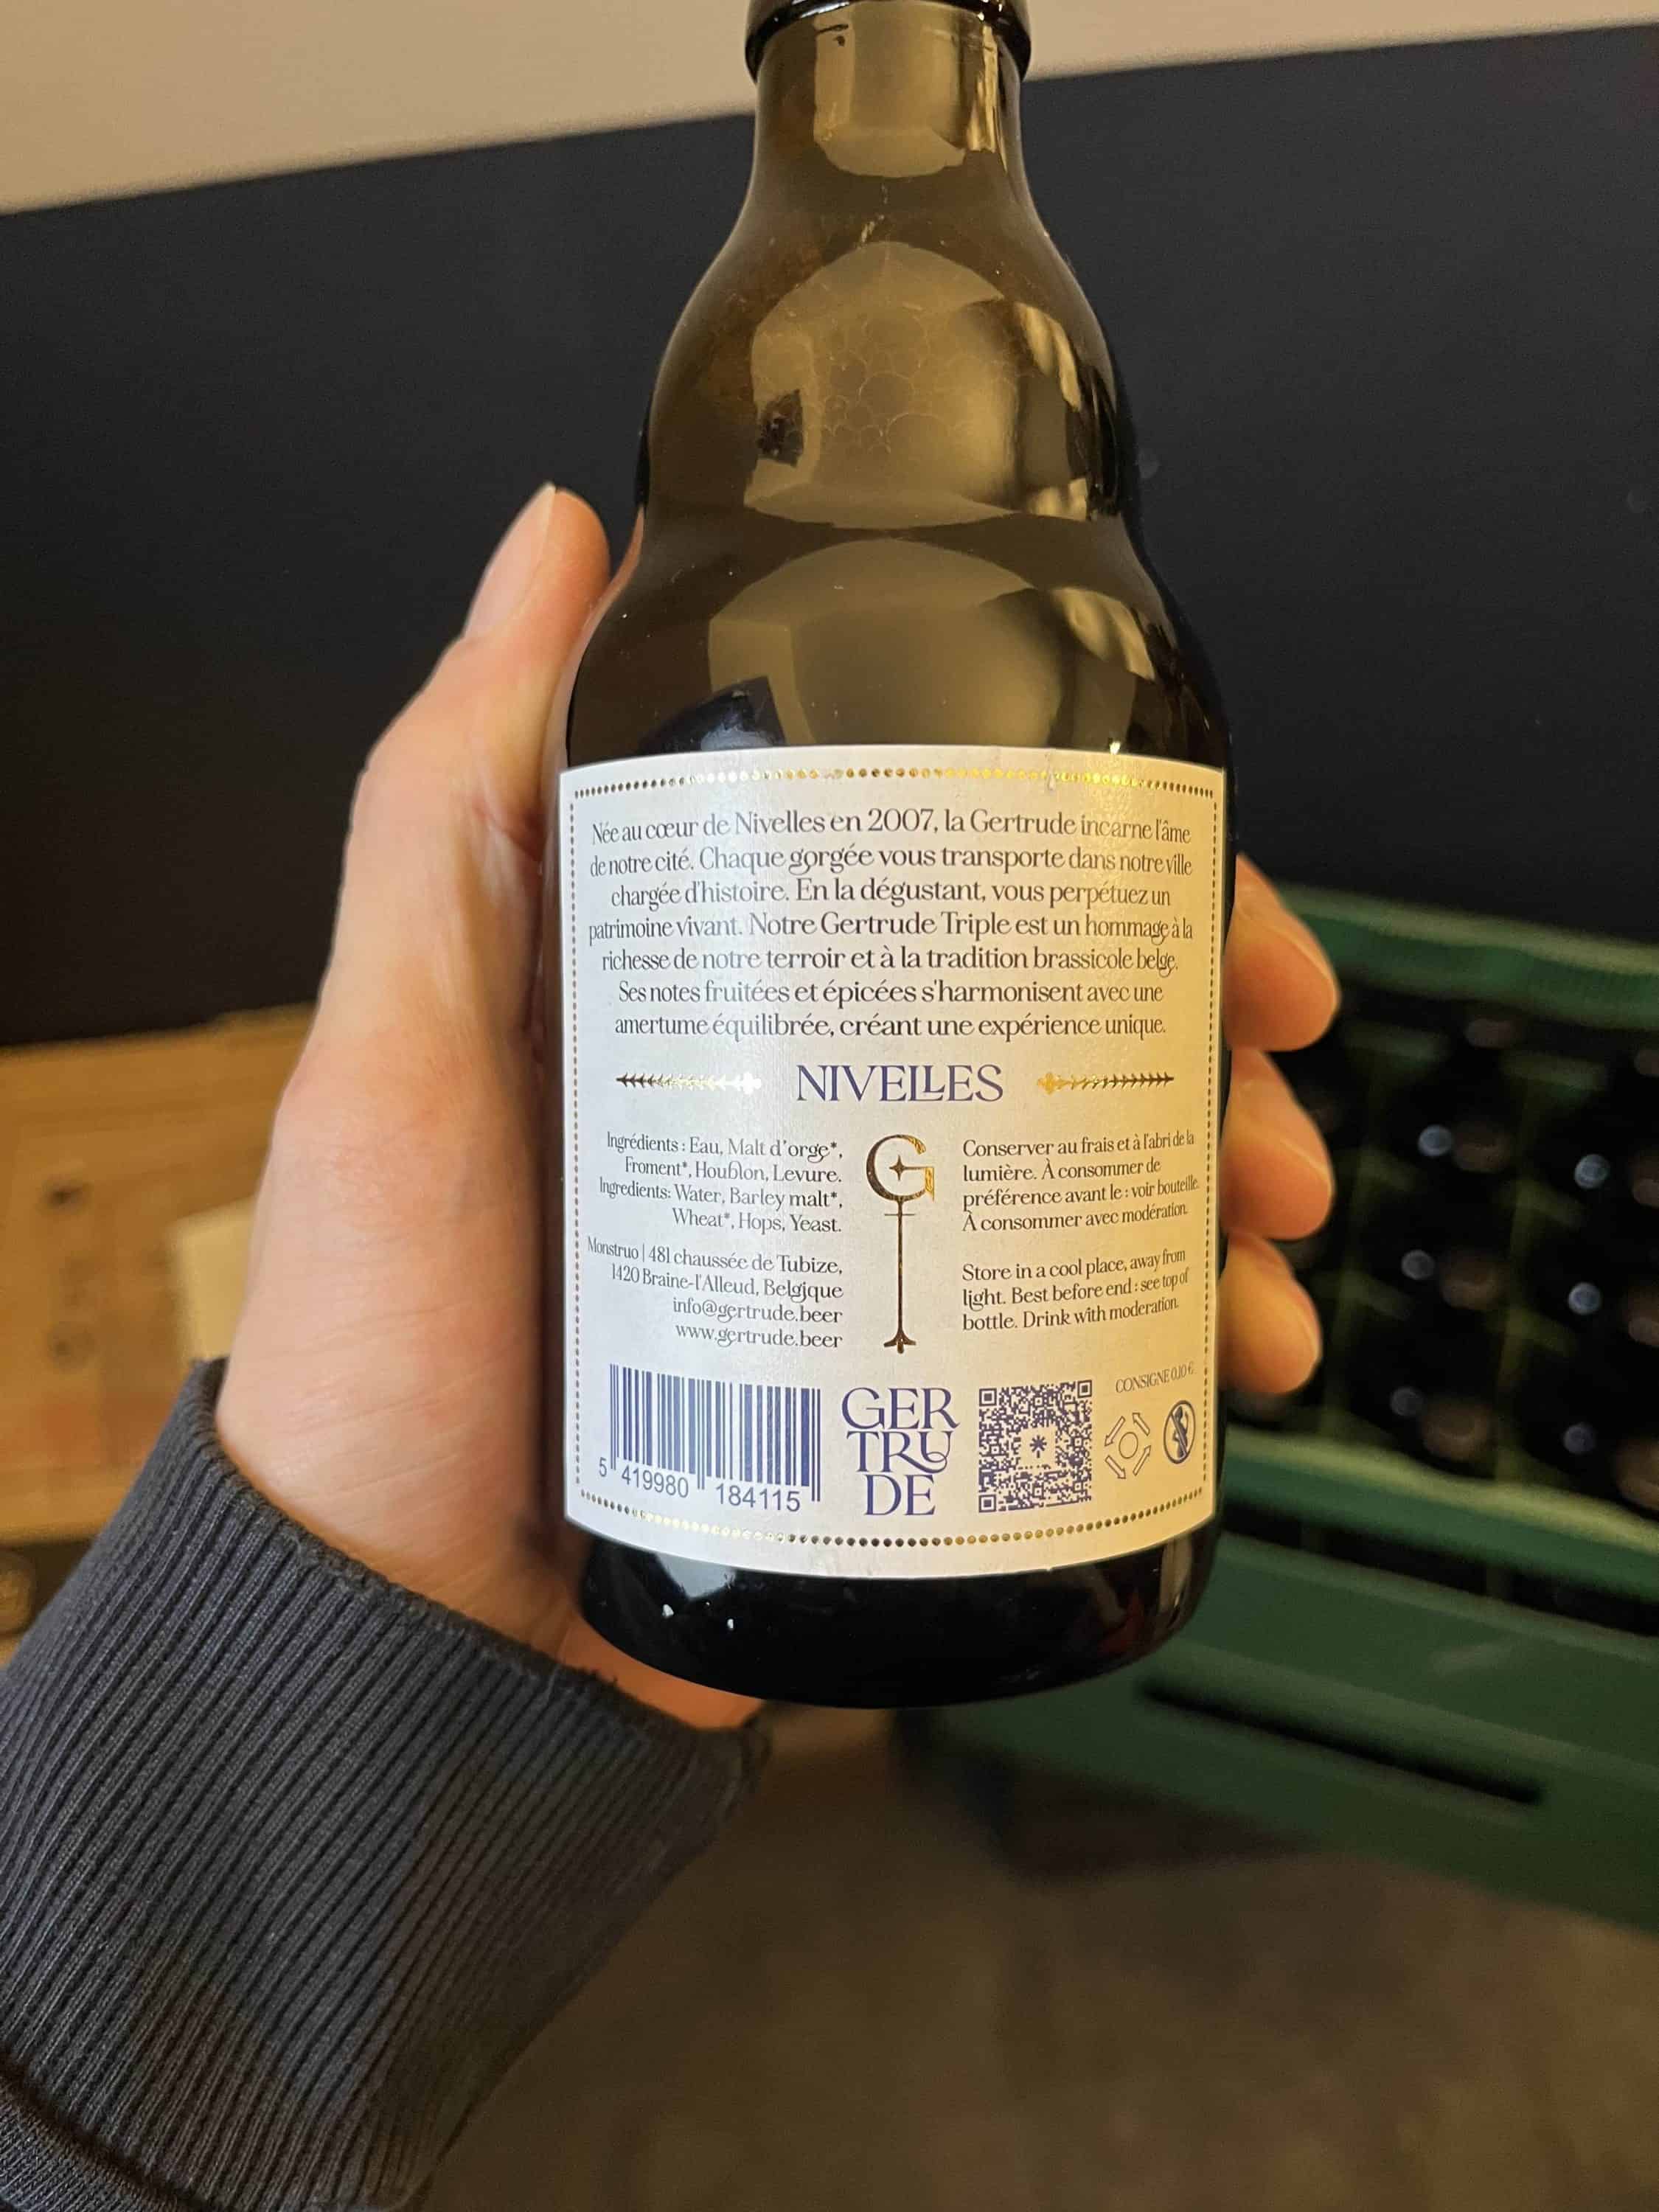 Née au cœur de Nivelles en 2007, la Gertrude incarne l'âme
de notre cité. Chaque gorgée vous transporte dans notre ville
chargée d'histoire. En la dégustant, vous perpétuez un
patrimoine vivant. Notre Gertrude Triple est un hommage à la
richesse de notre terroir et à la tradition brassicole belge.
Ses notes fruitées et épicées s'harmonisent avec une
amertume équilibrée, créant une expérience unique.
NIVELLES
Ingrédients : Eau, Malt d'orge*,
Froment*, Houblon, Levure.
Ingredients: Water, Barley malt*,
Wheat*, Hops, Yeast.
Monstruo | 481 chaussée de Tubize,
1420 Braine-l'Alleud, Belgique
info@gertrude.beer
www.gertrude.beer
G
Conserver au frais et à l'abri de la
lumière. À consommer de
préférence avant le : voir bouteille.
À consommer avec modération.
Store in a cool place, away from
light. Best before end : see top of
bottle. Drink with moderation.
5 419980 184115
GER
TRU
DE
CONSIGNE 0,10 €